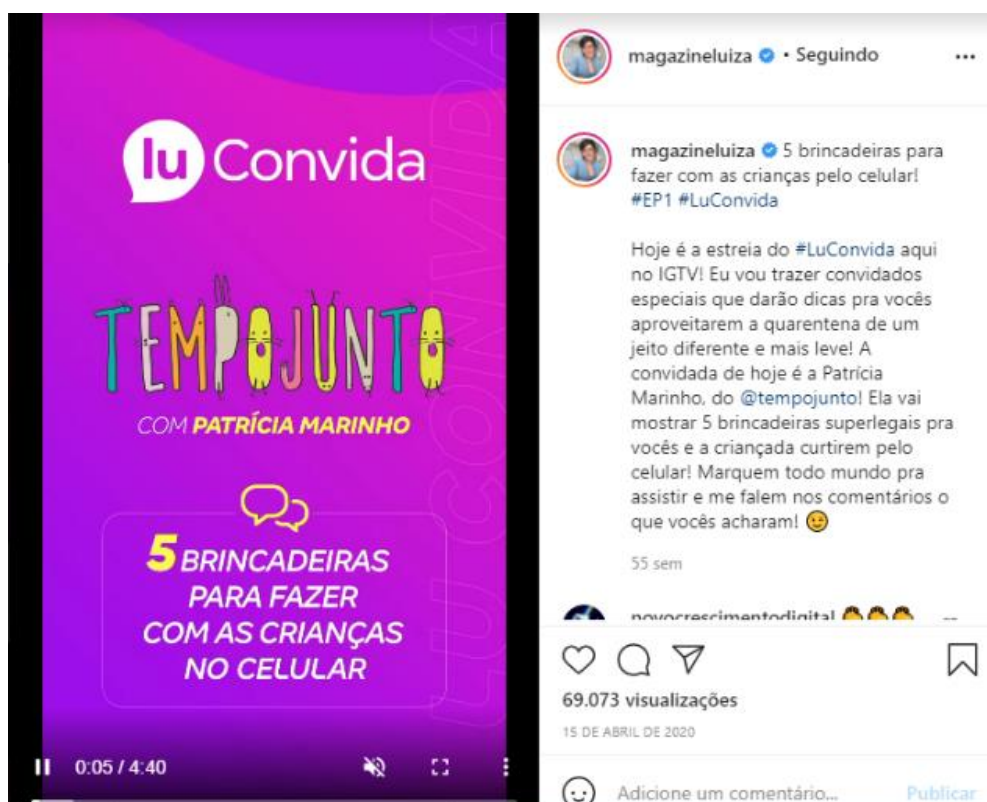 lu Convida
TEMPOJUNTO
COM PATRÍCIA MARINHO
5 BRINCADEIRAS
PARA FAZER
COM AS CRIANÇAS
NO CELULAR
LU CONVIDA
0:05 / 4:40
magazineluiza • Seguindo
magazineluiza 5 brincadeiras para
fazer com as crianças pelo celular!
#EP1 #LuConvida
Hoje é a estreia do #LuConvida aqui
no IGTV! Eu vou trazer convidados
especiais que darão dicas pra vocês
aproveitarem a quarentena de um
jeito diferente e mais leve! A
convidada de hoje é a Patrícia
Marinho, do @tempojunto! Ela vai
mostrar 5 brincadeiras superlegais pra
vocês e a criançada curtirem pelo
celular! Marquem todo mundo pra
assistir e me falem nos comentários o
que vocês acharam! 😉
55 sem
novocrescimentodigital
69.073 visualizações
15 DE ABRIL DE 2020
Adicione um comentário...
Publicar